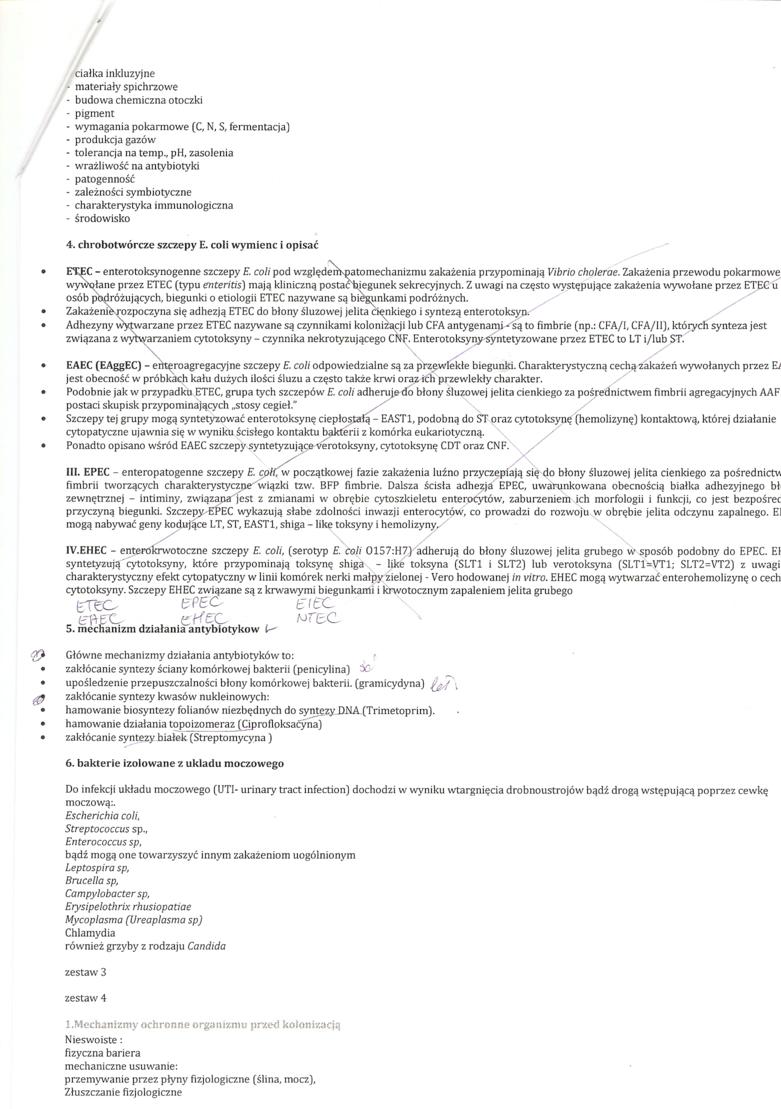 ciałka inkluzyjne
- materiały spichrzowe
- budowa chemiczna otoczki
- pigment
- wymagania pokarmowe (C, N, S, fermentacja)
- produkcja gazów
- tolerancja na temp., pH, zasolenia
- wrażliwość na antybiotyki
- patogenność
- zależności symbiotyczne
- charakterystyka immunologiczna
- środowisko
4. chrobotwórcze szczepy E. coli wymienc i opisać
• ETEC – enterotoksynogenne szczepy E. coli pod względem patomechanizmu zakażenia przypominają Vibrio cholerae. Zakażenia przewodu pokarmowe
wywołane przez ETEC (typu enteritis) mają kliniczną postać biegunek sekrecyjnych. Z uwagi na często występujące zakażenia wywołane przez ETEC u
osób podróżujących, biegunki o etiologii ETEC nazywane są biegunkami podróżnych.
• Zakażenie rozpoczyna się adhezją ETEC do błony śluzowej jelita cienkiego i syntezą enterotoksyn.
• Adhezyny wytwarzane przez ETEC nazywane są czynnikami kolonizacji lub CFA antygenami - są to fimbrie (np.: CFA/I, CFA/II), których synteza jest
związana z wytwarzaniem cytotoksyny – czynnika nekrotyzującego CNF. Enterotoksyny syntetyzowane przez ETEC to LT i/lub ST.
• EAEC (EAggEC) – enteroagregacyjne szczepy E. coli odpowiedzialne są za przewlekłe biegunki. Charakterystyczną cechą zakażeń wywołanych przez EA
jest obecność w próbkach kału dużych ilości śluzu a często także krwi oraz ich przewlekły charakter.
• Podobnie jak w przypadku ETEC, grupa tych szczepów E. coli adheruje do błony śluzowej jelita cienkiego za pośrednictwem fimbrii agregacyjnych AAF
postaci skupisk przypominających „stosy cegieł."
• Szczepy tej grupy mogą syntetyzować enterotoksynę ciepłostałą – EAST1, podobną do ST oraz cytotoksynę (hemolizynę) kontaktową, której działanie
cytopatyczne ujawnia się w wyniku ścisłego kontaktu bakterii z komórka eukariotyczną.
• Ponadto opisano wśród EAEC szczepy syntetyzujące verotoksyny, cytotoksynę CDT oraz CNF.
III. EPEC – enteropatogenne szczepy E. coli, w początkowej fazie zakażenia luźno przyczepiają się do błony śluzowej jelita cienkiego za pośrednictw
fimbrii tworzących charakterystyczne wiązki tzw. BFP fimbrie. Dalsza ścisła adhezja EPEC, uwarunkowana obecnością białka adhezyjnego bł
zewnętrznej – intiminy, związana jest z zmianami w obrębie cytoszkieletu enterocytów, zaburzeniem ich morfologii i funkcji, co jest bezpośrec
przyczyną biegunki. Szczepy EPEC wykazują słabe zdolności inwazji enterocytów, co prowadzi do rozwoju w obrębie jelita odczynu zapalnego. E
mogą nabywać geny kodujące LT, ST, EAST1, shiga – like toksyny i hemolizyny.
IV.EHEC – enterokrwotoczne szczepy E. coli, (serotyp E. coli O157:H7) adherują do błony śluzowej jelita grubego w sposób podobny do EPEC. EH
syntetyzują cytotoksyny, które przypominają toksynę shiga – like toksyna (SLT1 i SLT2) lub verotoksyna (SLT1=VT1; SLT2=VT2) z uwagi
charakterystyczny efekt cytopatyczny w linii komórek nerki małpy zielonej - Vero hodowanej in vitro. EHEC mogą wytwarzać enterohemolizynę o cech
cytotoksyny. Szczepy EHEC związane są z krwawymi biegunkami i krwotocznym zapaleniem jelita grubego
ETEC EPEC EIEC
EAEC EHEC NTEC
5. mechanizm działania antybiotykow
• Główne mechanizmy działania antybiotyków to:
• zakłócanie syntezy ściany komórkowej bakterii (penicylina)
• upośledzenie przepuszczalności błony komórkowej bakterii. (gramicydyna)
• zakłócanie syntezy kwasów nukleinowych:
• hamowanie biosyntezy folianów niezbędnych do syntezy DNA (Trimetoprim).
• hamowanie działania topoizomeraz (Ciprofloksacyna)
• zakłócanie syntezy białek (Streptomycyna )
6. bakterie izolowane z układu moczowego
Do infekcji układu moczowego (UTI- urinary tract infection) dochodzi w wyniku wtargnięcia drobnoustrojów bądź drogą wstępującą poprzez cewkę
moczową:.
Escherichia coli,
Streptococcus sp.,
Enterococcus sp,
bądź mogą one towarzyszyć innym zakażeniom uogólnionym
Leptospira sp,
Brucella sp,
Campylobacter sp,
Erysipelothrix rhusiopatiae
Mycoplasma (Ureaplasma sp)
Chlamydia
również grzyby z rodzaju Candida
zestaw 3
zestaw 4
1.Mechanizmy ochronne organizmu przed kolonizacją
Nieswoiste :
fizyczna bariera
mechaniczne usuwanie:
przemywanie przez płyny fizjologiczne (ślina, mocz),
Złuszczanie fizjologiczne